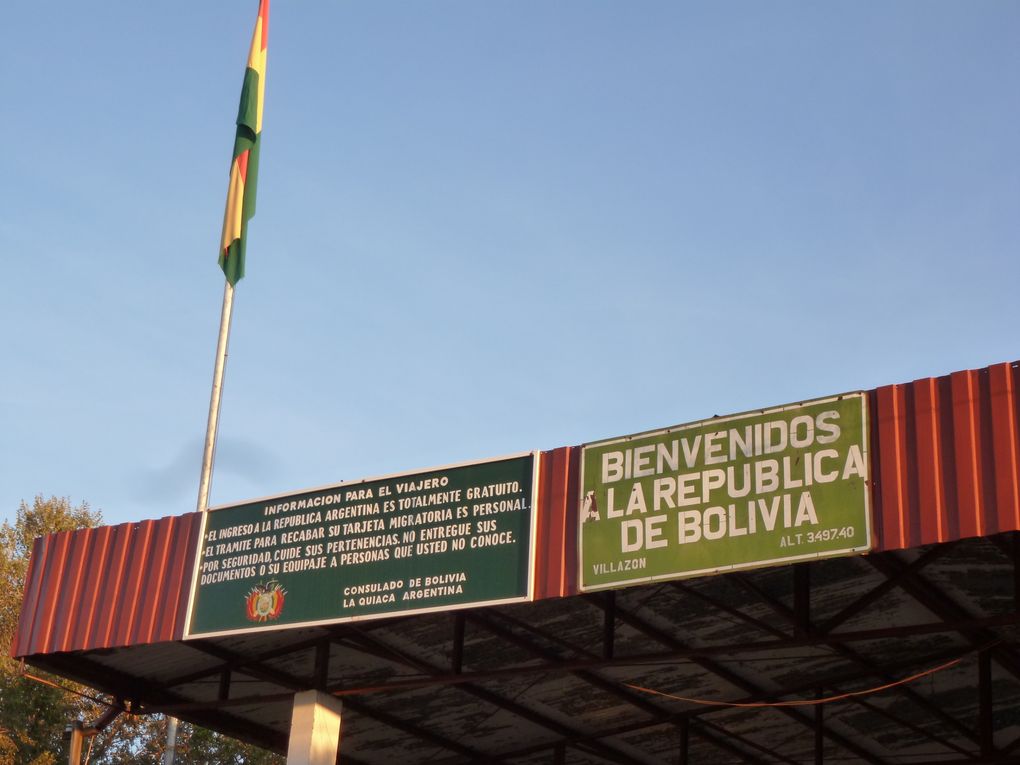 INFORMACION PARA EL VIAJERO
•EL INGRESO A LA REPUBLICA ARGENTINA ES TOTALMENTE GRATUITO.
•EL TRAMITE PARA RECABAR SU TARJETA MIGRATORIA ES PERSONAL.
•POR SEGURIDAD, CUIDE SUS PERTENCIAS. NO ENTREGUE SUS
DOCUMENTOS O SU EQUIPAJE A PERSONAS QUE USTED NO CONOCE.
CONSULADO DE BOLIVIA
LA QUIACA ARGENTINA
BIENVENIDOS
A LA REPUBLICA
DE BOLIVIA
VILLAZON
ALT. 3497.40